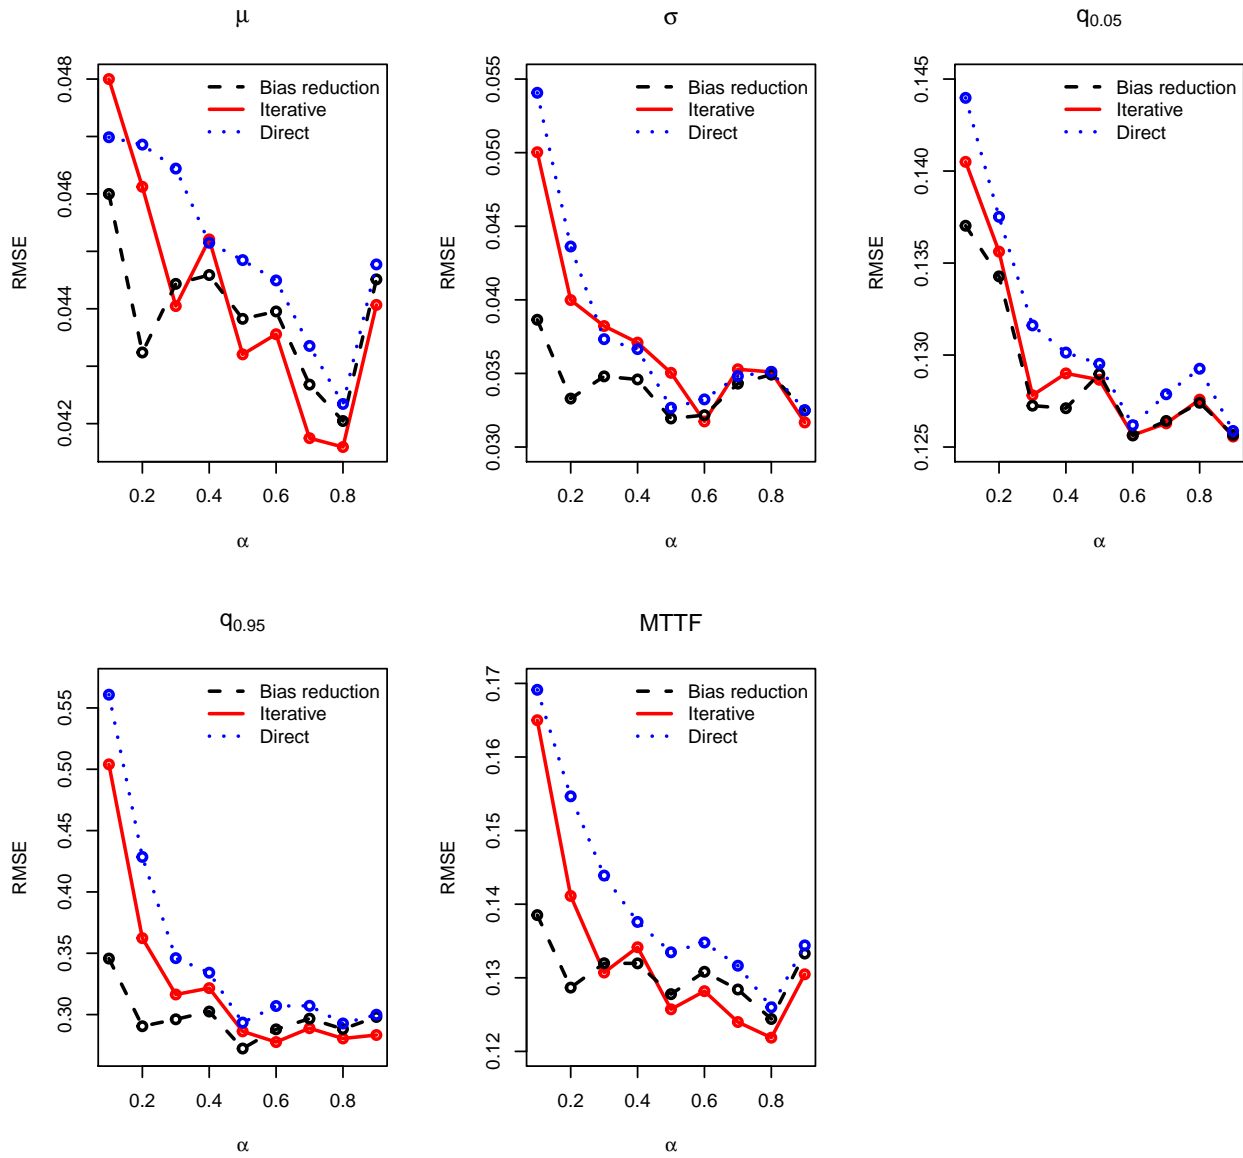 μ
RMSE
0.048
0.046
0.044
0.042
Bias reduction
Iterative
Direct
0.2 0.4 0.6 0.8
α
σ
RMSE
0.055
0.050
0.045
0.040
0.035
0.030
Bias reduction
Iterative
Direct
0.2 0.4 0.6 0.8
α
q0.05
RMSE
0.145
0.140
0.135
0.130
0.125
Bias reduction
Iterative
Direct
0.2 0.4 0.6 0.8
α
q0.95
RMSE
0.55
0.50
0.45
0.40
0.35
0.30
Bias reduction
Iterative
Direct
0.2 0.4 0.6 0.8
α
MTTF
RMSE
0.17
0.16
0.15
0.14
0.13
0.12
Bias reduction
Iterative
Direct
0.2 0.4 0.6 0.8
α